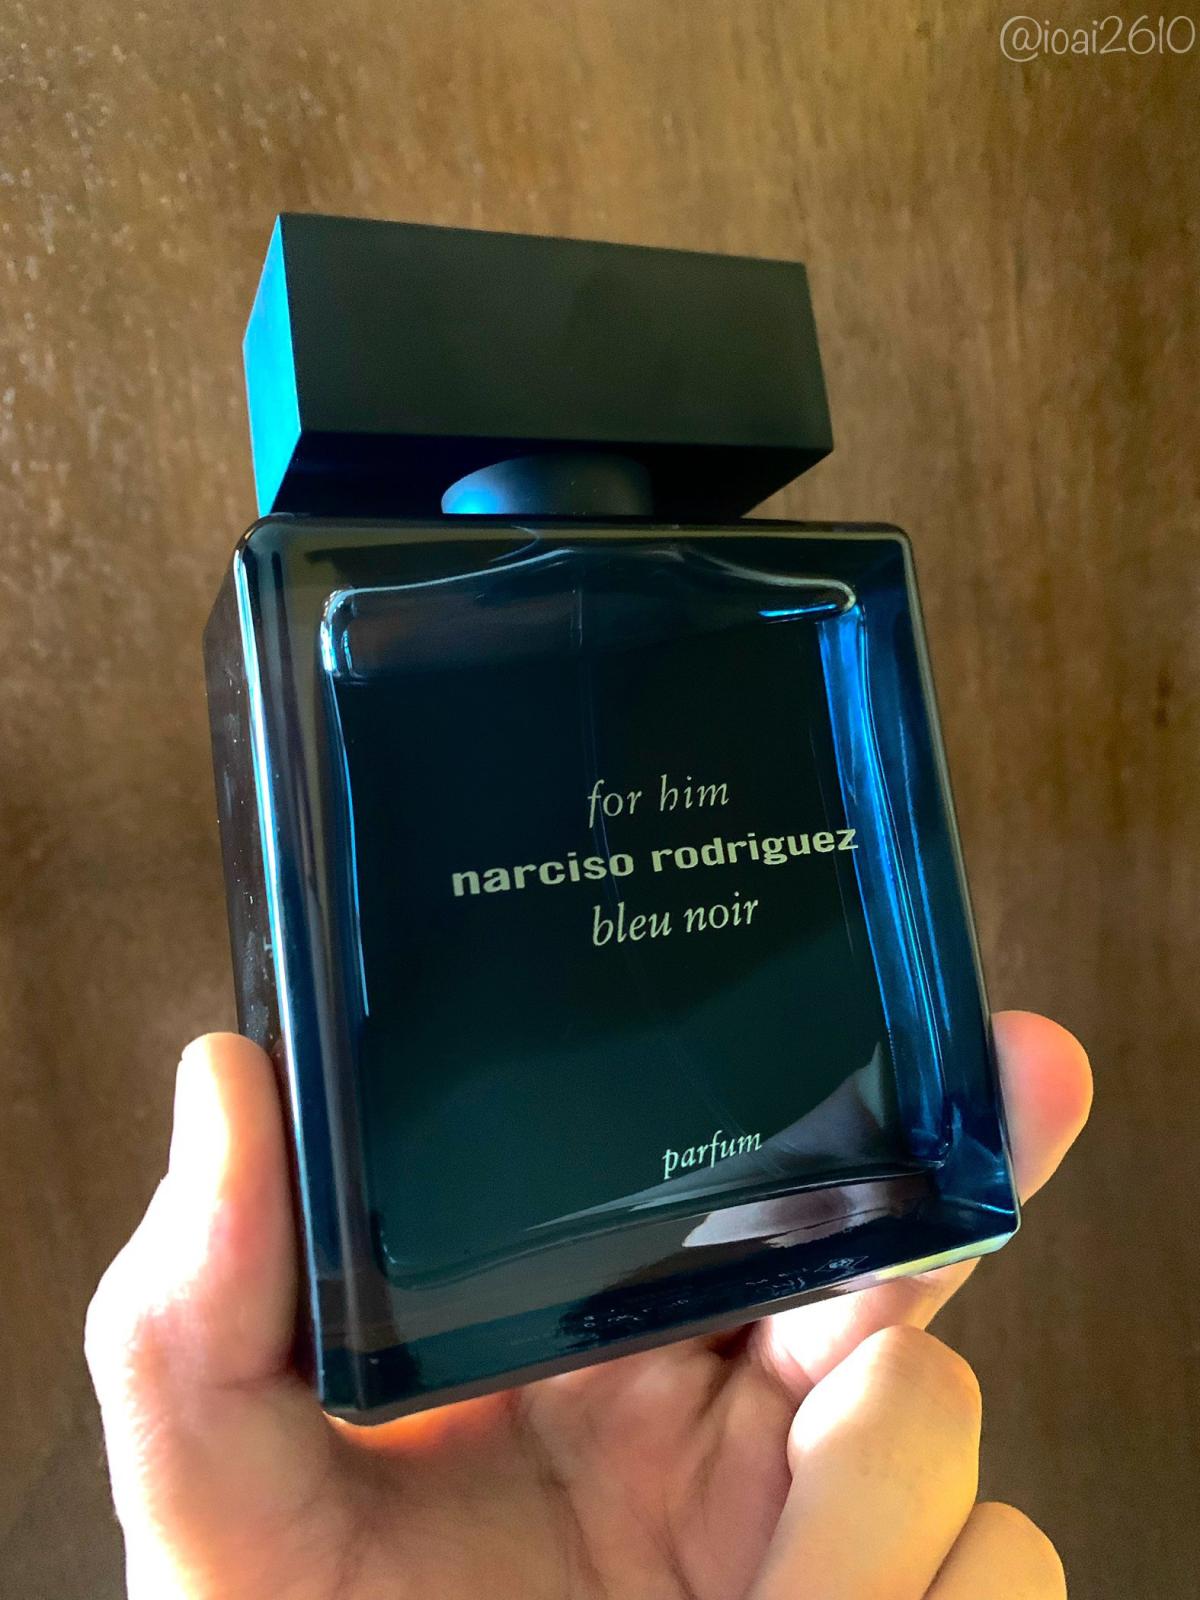 @ioai2610
for him
narciso rodriguez
bleu noir
parfum